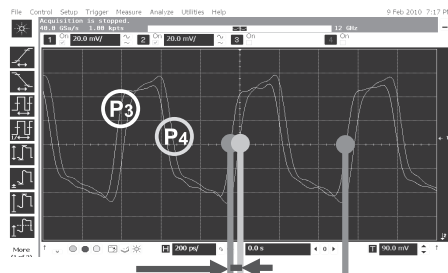 File Control Setup Trigger Measure Analyze Utilities Help 9 Feb 2010 7:17 P
Acquisition is stopped.
40.0 GSa/s 1.00 kpts 12 GHz
1 On 20.0 mV/ 2 On 20.0 mV/ 3 On 4 On
P3
P4
More
H 200 ps/ 0.0 s 0 T 90.0 mV